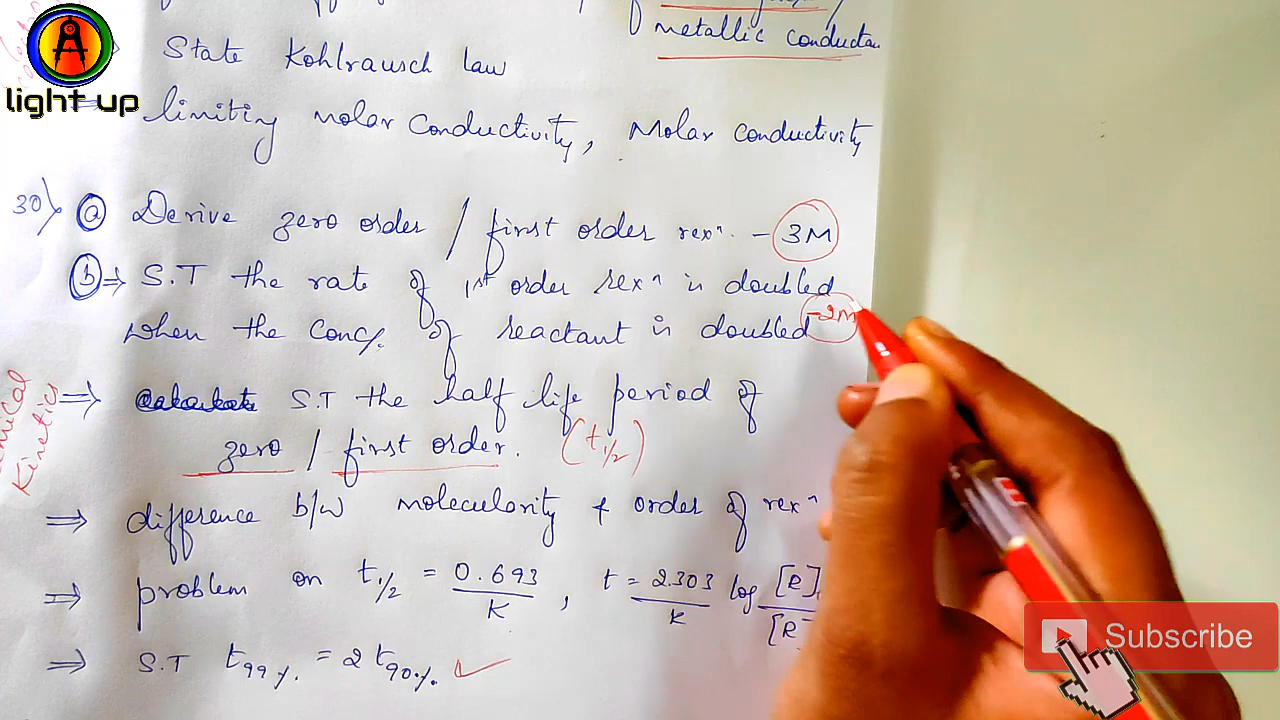 metallic conductan
State Kohlrausch law
light up
limiting molar conductivity, Molar conductivity
30) a Derive zero order / first order rexⁿ. - 3M
b ⇒ S.T the rate of 1st order rexⁿ is doubled
when the conc. of reactant is doubled -2M
⇒ S.T the half life period of
zero / first order. (t1/2)
Kinetics
⇒ difference b/w molecularity & order of rexⁿ
⇒ problem on t1/2 = 0.693/K, t = 2.303/K log [R]/[R
Subscribe
⇒ S.T t99%. = 2 t90%. ✓